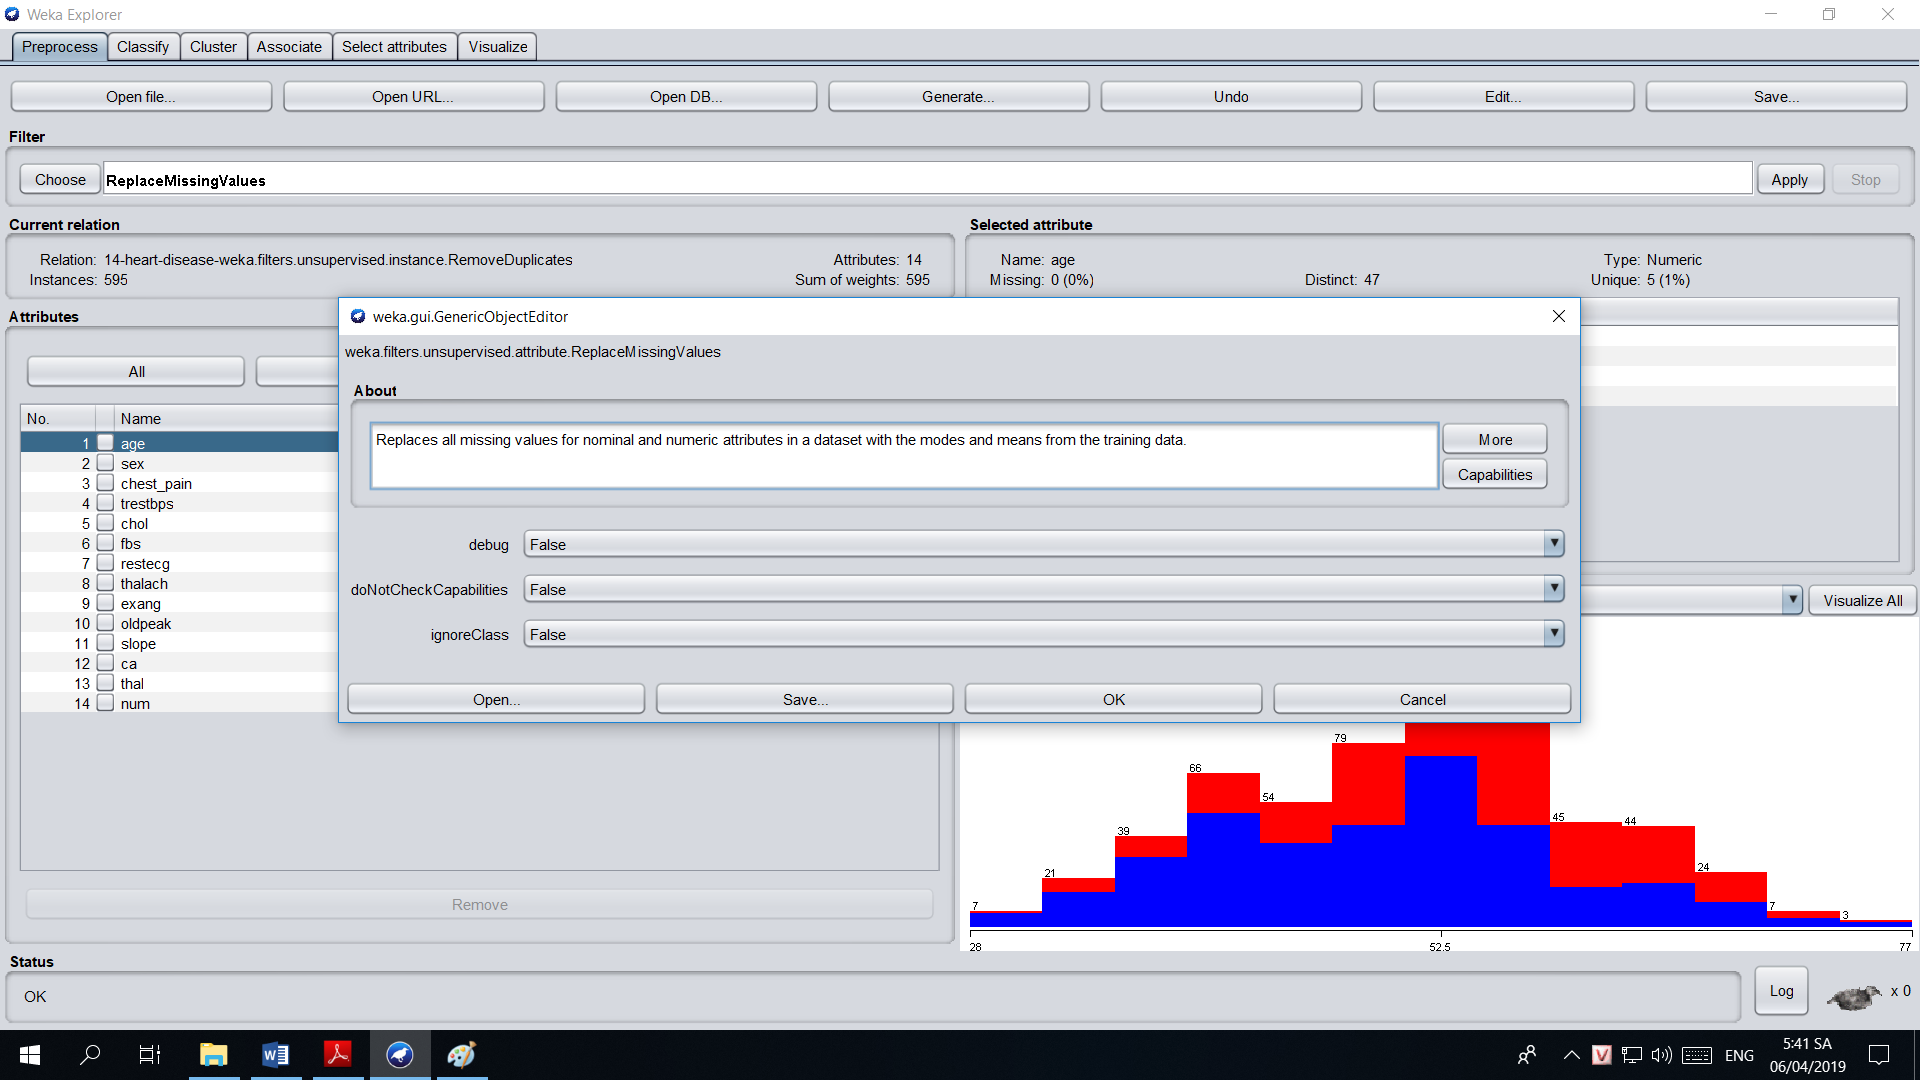 Weka Explorer
Preprocess Classify Cluster Associate Select attributes Visualize
Open file... Open URL... Open DB... Generate... Undo Edit... Save...
Filter
Choose ReplaceMissingValues Apply Stop
Current relation
Relation: 14-heart-disease-weka.filters.unsupervised.instance.RemoveDuplicates Attributes: 14
Instances: 595 Sum of weights: 595
Selected attribute
Name: age Type: Numeric
Missing: 0 (0%) Distinct: 47 Unique: 5 (1%)
Attributes
All
No. Name
1 age
2 sex
3 chest_pain
4 trestbps
5 chol
6 fbs
7 restecg
8 thalach
9 exang
10 oldpeak
11 slope
12 ca
13 thal
14 num
Remove
weka.gui.GenericObjectEditor
weka.filters.unsupervised.attribute.ReplaceMissingValues
About
Replaces all missing values for nominal and numeric attributes in a dataset with the modes and means from the training data.
More
Capabilities
debug False
doNotCheckCapabilities False
ignoreClass False
Open... Save... OK Cancel
Visualize All
7 21 39 66 54 79 45 44 24 7 3
28 52.5 77
Status
OK
Log x 0
ENG
5:41 SA
06/04/2019